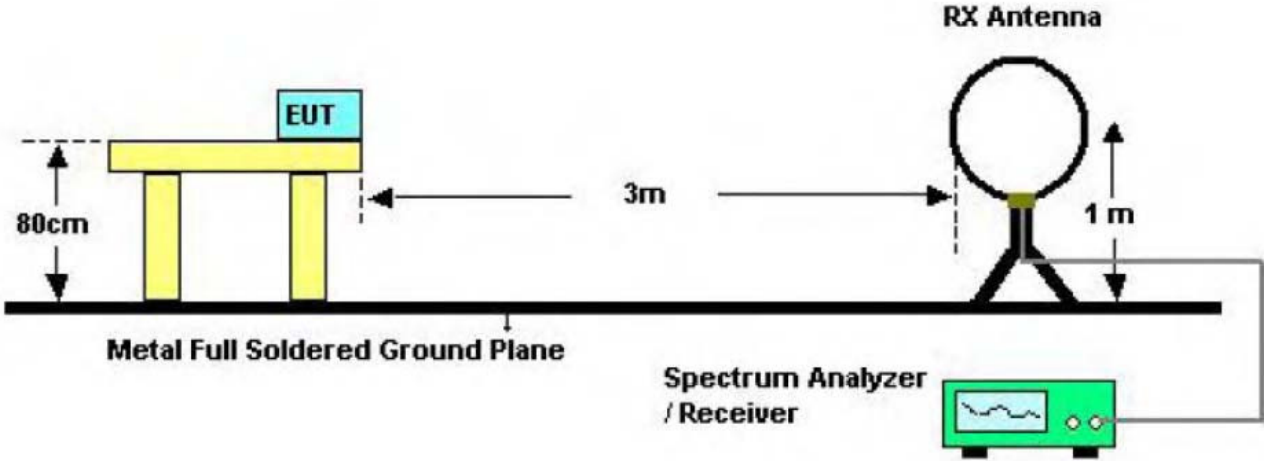 RX Antenna
EUT
3m
80cm
1 m
Metal Full Soldered Ground Plane
Spectrum Analyzer
/ Receiver